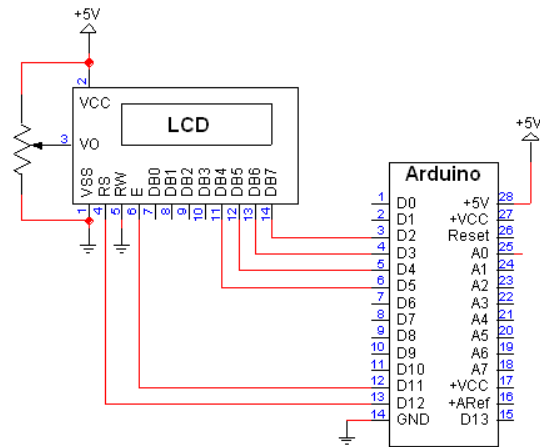 +5V
2
VCC
LCD
3
VO
VSS
RS
RW
E
DB0
DB1
DB2
DB3
DB4
DB5
DB6
DB7
1
4
5
6
7
8
9
10
11
12
13
14
+5V
Arduino
1 D0 +5V 28
2 D1 +VCC 27
3 D2 Reset 26
4 D3 A0 25
5 D4 A1 24
6 D5 A2 23
7 D6 A3 22
8 D7 A4 21
9 D8 A5 20
10 D9 A6 19
11 D10 A7 18
12 D11 +VCC 17
13 D12 +ARef 16
14 GND D13 15